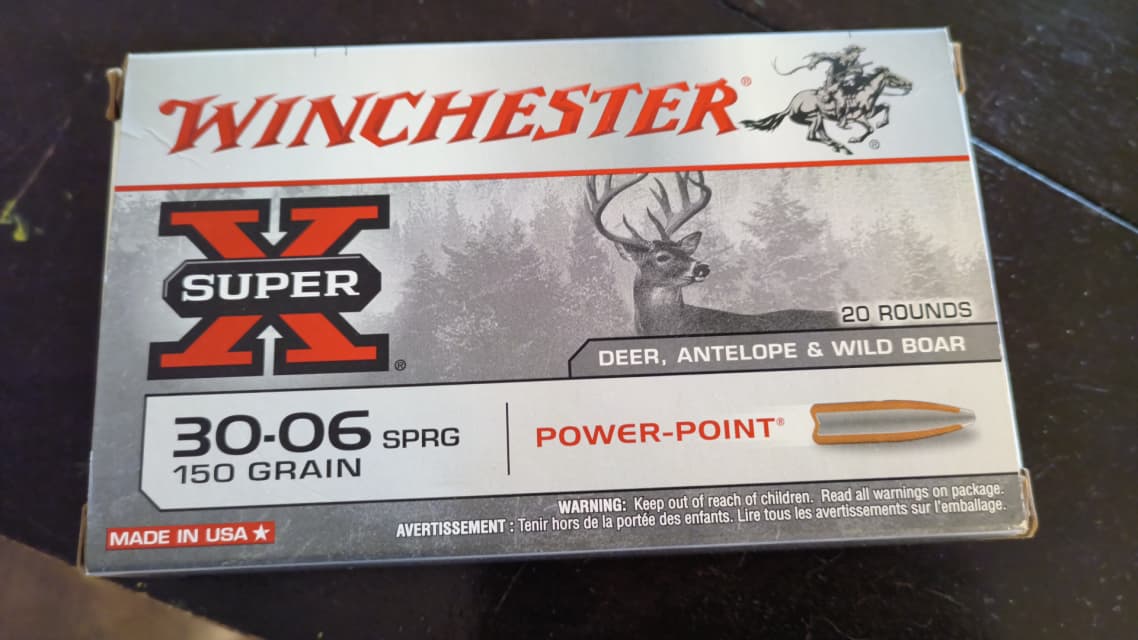 WINCHESTER®
®
X
SUPER
®
20 ROUNDS
DEER, ANTELOPE & WILD BOAR
30-06 SPRG
150 GRAIN
POWER-POINT®
WARNING: Keep out of reach of children. Read all warnings on package.
AVERTISSEMENT : Tenir hors de la portée des enfants. Lire tous les avertissements sur l'emballage.
MADE IN USA